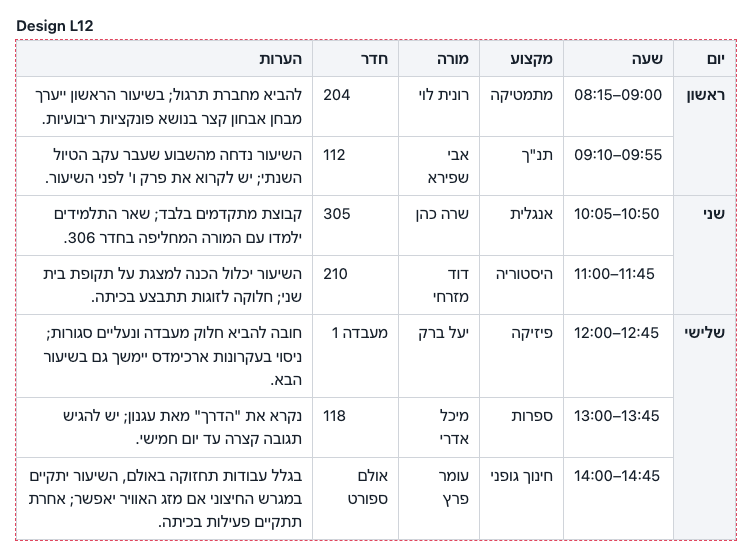 Design L12
יום שעה מקצוע מורה חדר הערות
ראשון 08:15–09:00 מתמטיקה רונית לוי 204 להביא מחברת תרגול; בשיעור הראשון ייערך
מבחן אבחון קצר בנושא פונקציות ריבועיות.
09:10–09:55 תנ"ך אבי 112 השיעור נדחה מהשבוע שעבר עקב הטיול
שפירא השנתי; יש לקרוא את פרק ו' לפני השיעור.
שני 10:05–10:50 אנגלית שרה כהן 305 קבוצת מתקדמים בלבד; שאר התלמידים
ילמדו עם המורה המחליפה בחדר 306.
11:00–11:45 היסטוריה דוד 210 השיעור יכלול הכנה למצגת על תקופת בית
מזרחי שני; חלוקה לזוגות תתבצע בכיתה.
שלישי 12:00–12:45 פיזיקה יעל ברק מעבדה 1 חובה להביא חלוק מעבדה ונעליים סגורות;
ניסוי בעקרונות ארכימדס יימשך גם בשיעור
הבא.
13:00–13:45 ספרות מיכל 118 נקרא את "הדרך" מאת עגנון; יש להגיש
אדרי תגובה קצרה עד יום חמישי.
14:00–14:45 חינוך גופני עומר אולם בגלל עבודות תחזוקה באולם, השיעור יתקיים
פרץ ספורט במגרש החיצוני אם מזג האוויר יאפשר; אחרת
תתקיים פעילות בכיתה.